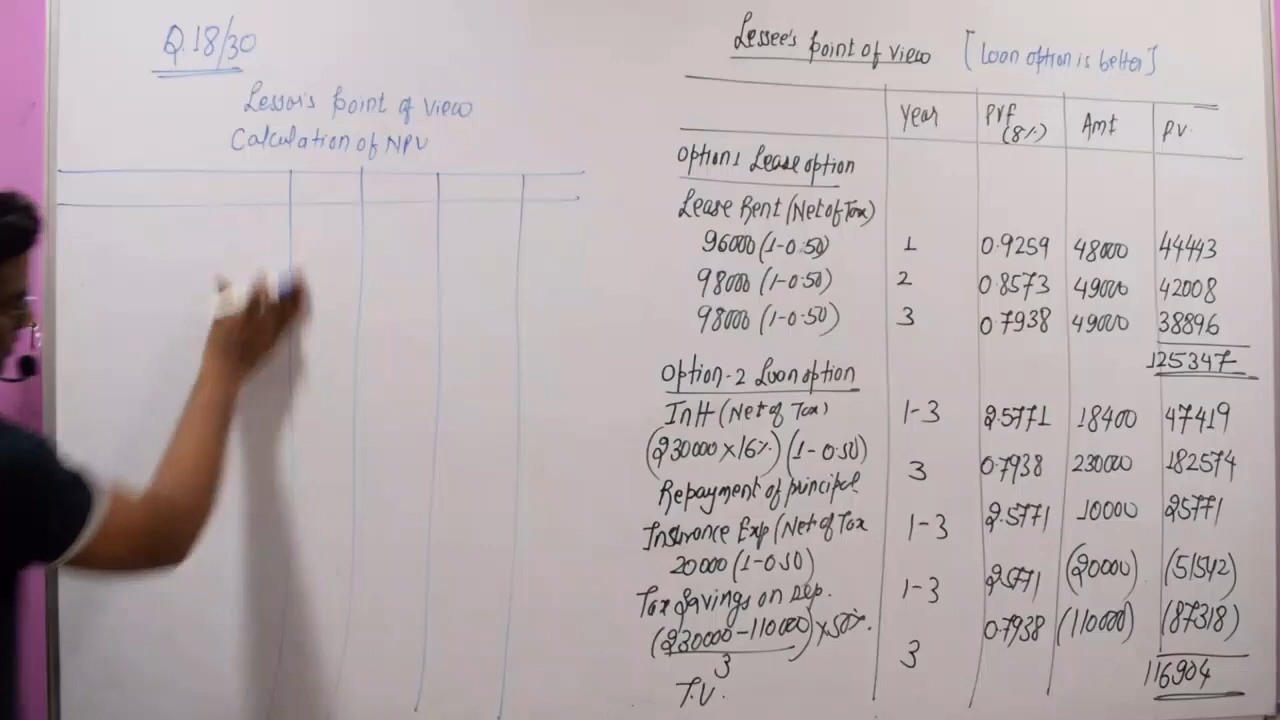 Q.18/30
Lessor's point of view
Calculation of NPV
Lessee's point of view [Loan option is better]
Year PVF (8%) Amt P.V.
Option 1 Lease option
Lease Rent (Net of Tax)
96000 (1-0.50) 1 0.9259 48000 44443
98000 (1-0.50) 2 0.8573 49000 42008
98000 (1-0.50) 3 0.7938 49000 38896
125347
Option-2 Loan option
Intt (Net of Tax) 1-3 2.5771 18400 47419
(230000×16%) (1-0.50)
Repayment of principal 3 0.7938 230000 182574
Insurance Exp (Net of Tax 1-3 2.5771 10000 25771
20000 (1-0.50)
Tax Savings on Dep. 1-3 2.5771 (20000) (51542)
(230000-110000)×50%.
3
T.V. 3 0.7938 (110000) (87318)
116904